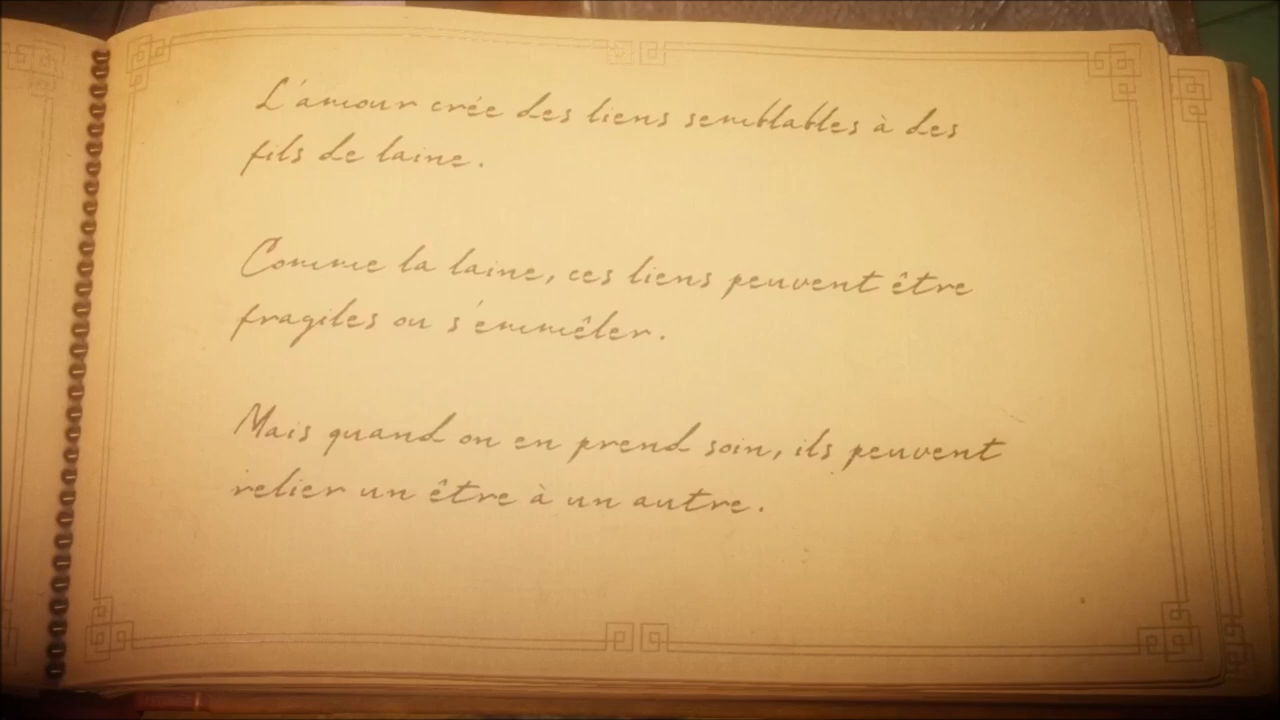 L'amour crée des liens semblables à des
fils de laine.
Comme la laine, ces liens peuvent être
fragiles ou s'emmêler.
Mais quand on en prend soin, ils peuvent
relier un être à un autre.